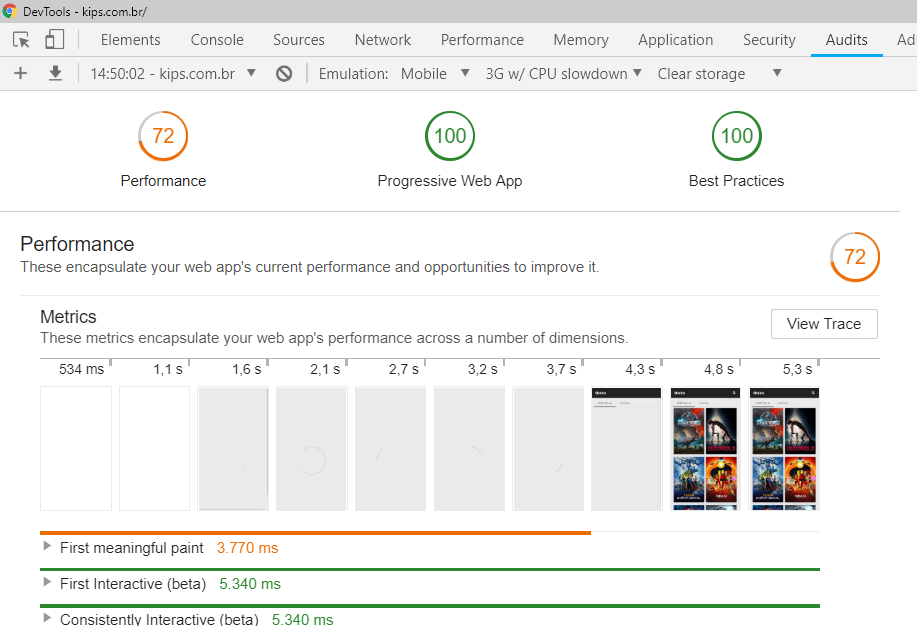 DevTools - kips.com.br/
Elements Console Sources Network Performance Memory Application Security Audits Ad
14:50:02 - kips.com.br Emulation: Mobile 3G w/ CPU slowdown Clear storage
72 100 100
Performance Progressive Web App Best Practices
Performance
These encapsulate your web app's current performance and opportunities to improve it.
72
Metrics
These metrics encapsulate your web app's performance across a number of dimensions.
View Trace
534 ms 1,1 s 1,6 s 2,1 s 2,7 s 3,2 s 3,7 s 4,3 s 4,8 s 5,3 s
First meaningful paint 3.770 ms
First Interactive (beta) 5.340 ms
Consistently Interactive (beta) 5.340 ms